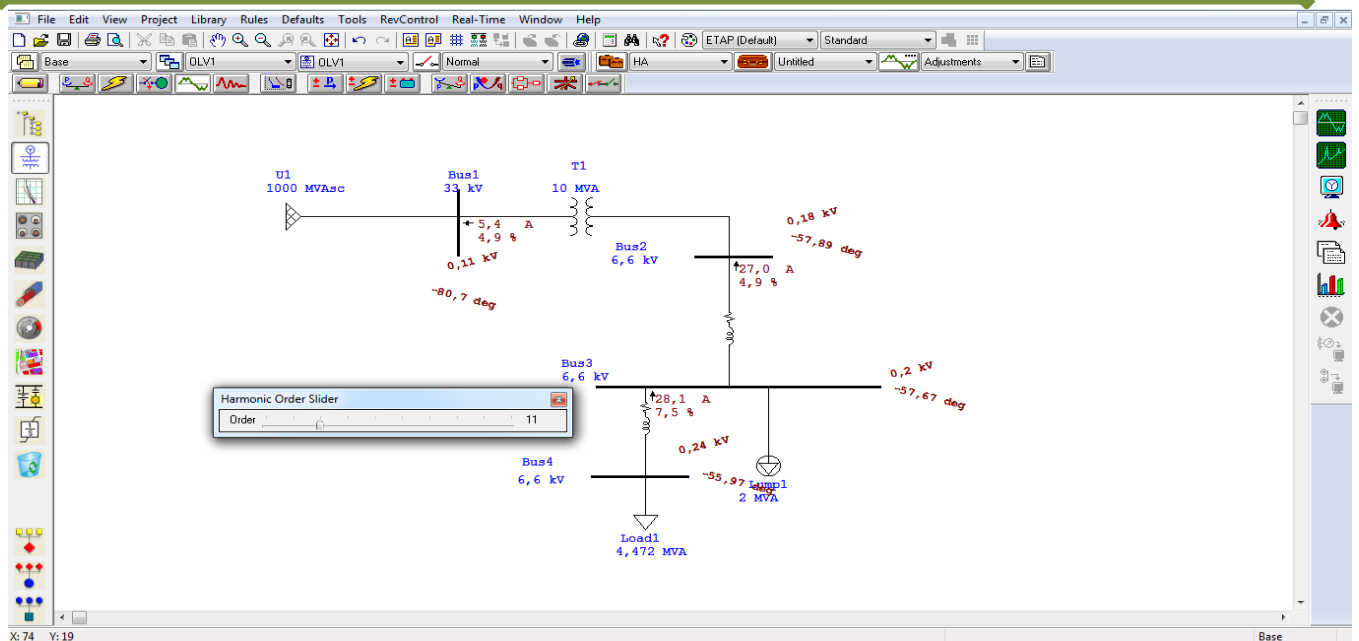 File Edit View Project Library Rules Defaults Tools RevControl Real-Time Window Help
ETAP (Default) Standard
Base OLV1 OLV1 Normal HA Untitled Adjustments
U1
1000 MVAsc
Bus1
33 kV
T1
10 MVA
5,4 A
4,9 %
0,11 kV
-80,7 deg
Bus2
6,6 kV
0,18 kV
-57,89 deg
27,0 A
4,9 %
Bus3
6,6 kV
0,2 kV
-57,67 deg
Harmonic Order Slider
Order 11
28,1 A
7,5 %
0,24 kV
-55,97 deg
Bus4
6,6 kV
Lump1
2 MVA
Load1
4,472 MVA
X: 74 Y: 19 Base